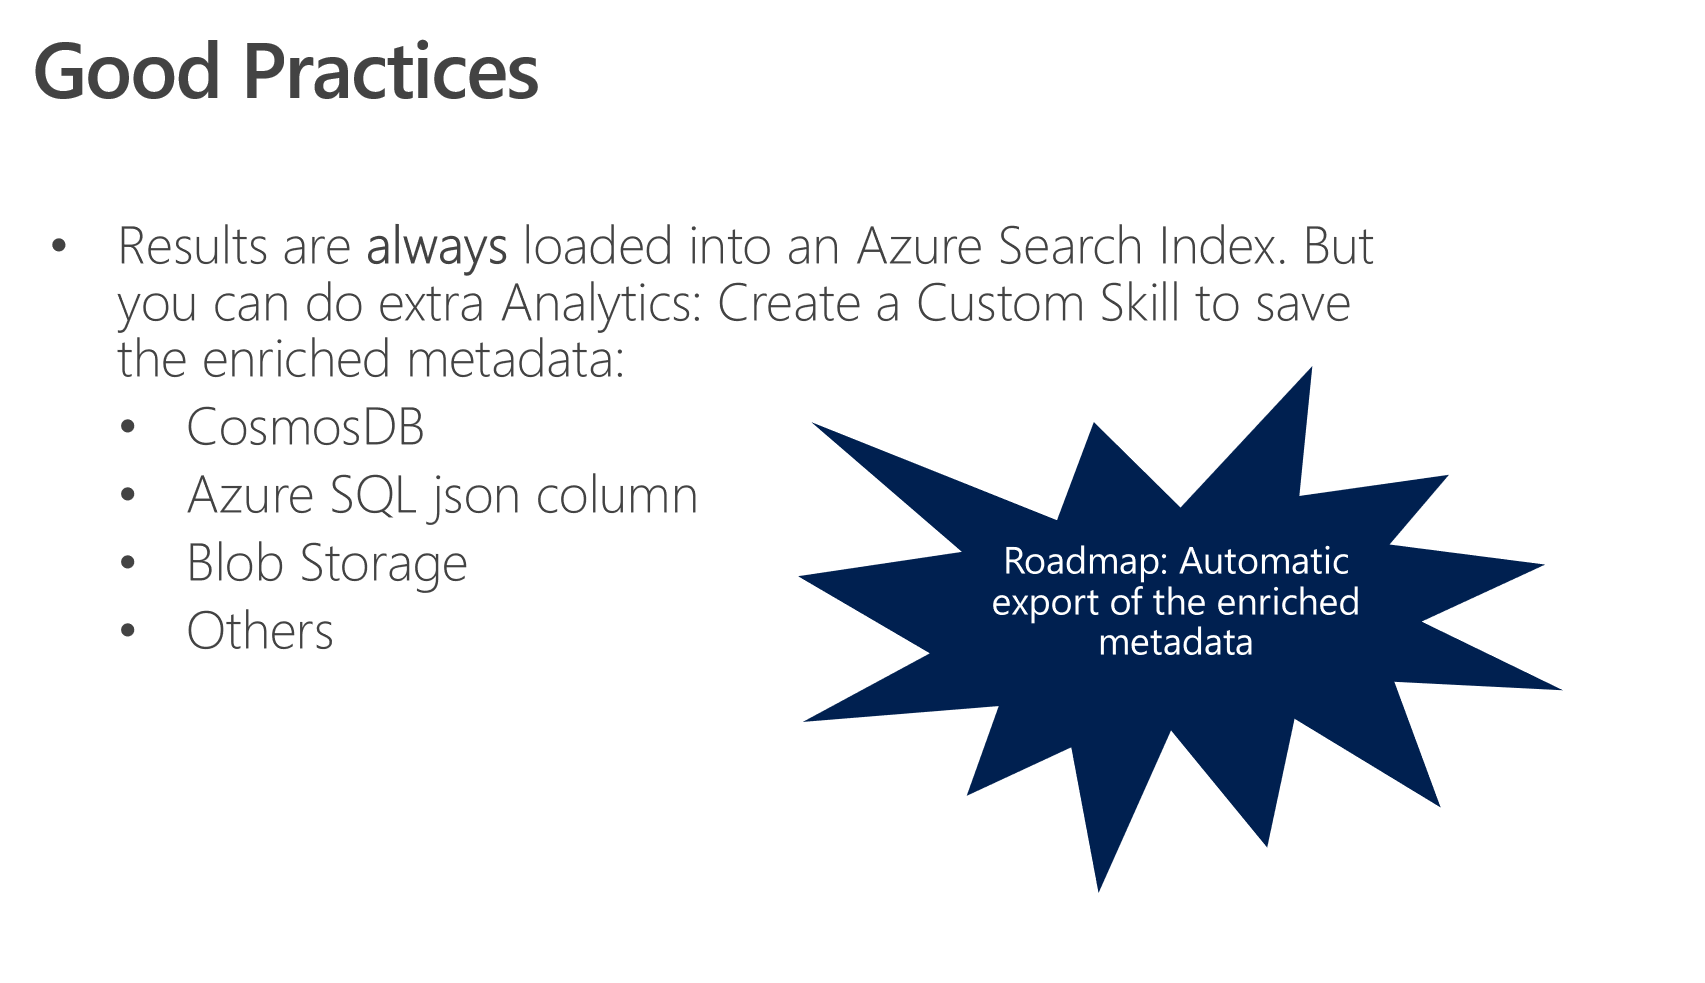 Good Practices
• Results are always loaded into an Azure Search Index. But
you can do extra Analytics: Create a Custom Skill to save
the enriched metadata:
• CosmosDB
• Azure SQL json column
• Blob Storage
• Others
Roadmap: Automatic
export of the enriched
metadata